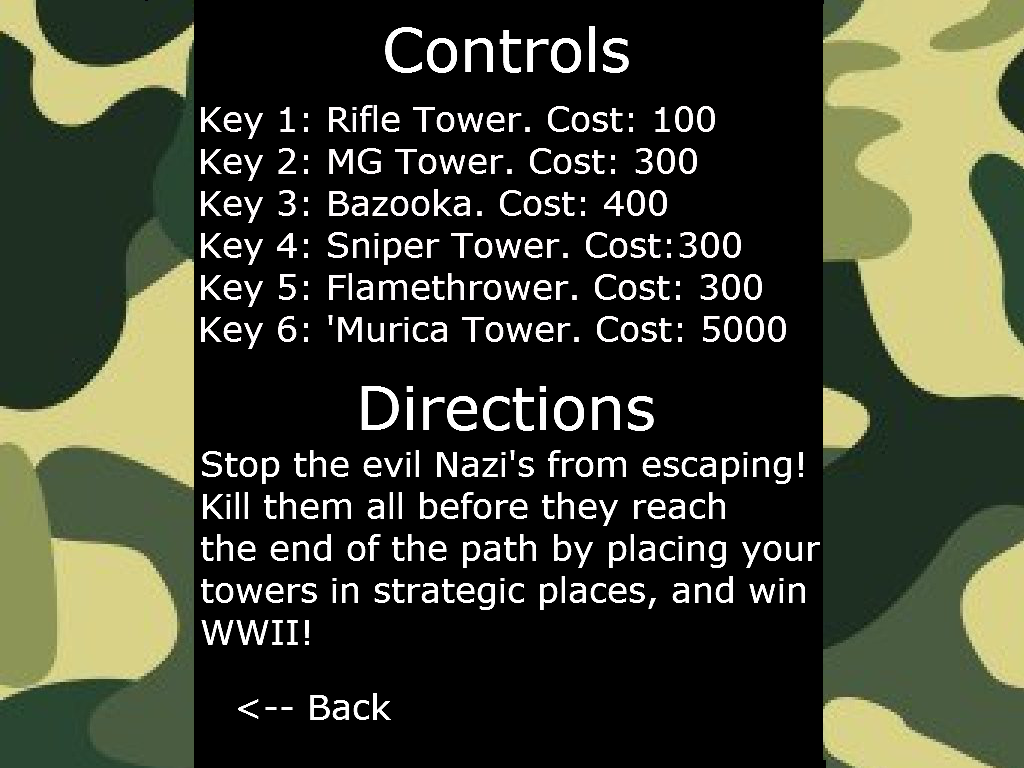 Controls
Key 1: Rifle Tower. Cost: 100
Key 2: MG Tower. Cost: 300
Key 3: Bazooka. Cost: 400
Key 4: Sniper Tower. Cost:300
Key 5: Flamethrower. Cost: 300
Key 6: 'Murica Tower. Cost: 5000
Directions
Stop the evil Nazi's from escaping!
Kill them all before they reach
the end of the path by placing your
towers in strategic places, and win
WWII!
<-- Back